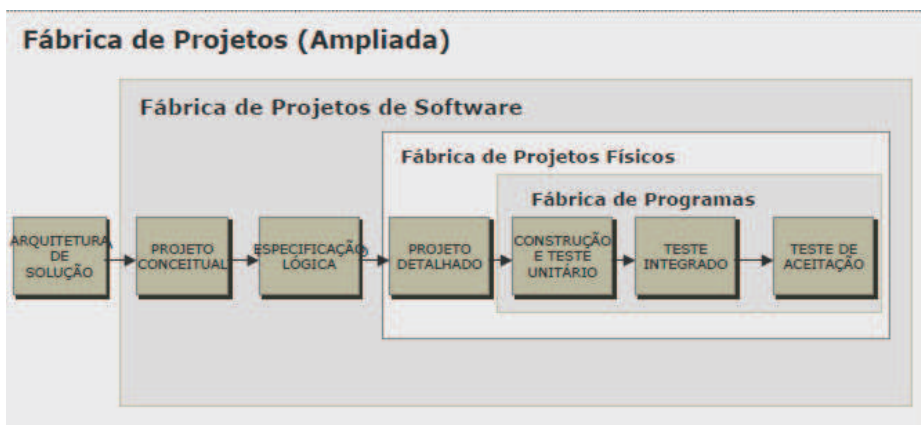 Fábrica de Projetos (Ampliada)
Fábrica de Projetos de Software
Fábrica de Projetos Físicos
Fábrica de Programas
ARQUITETURA
DE
SOLUÇÃO
PROJETO
CONCEITUAL
ESPECIFICAÇÃO
LÓGICA
PROJETO
DETALHADO
CONSTRUÇÃO
E TESTE
UNITÁRIO
TESTE
INTEGRADO
TESTE DE
ACEITAÇÃO